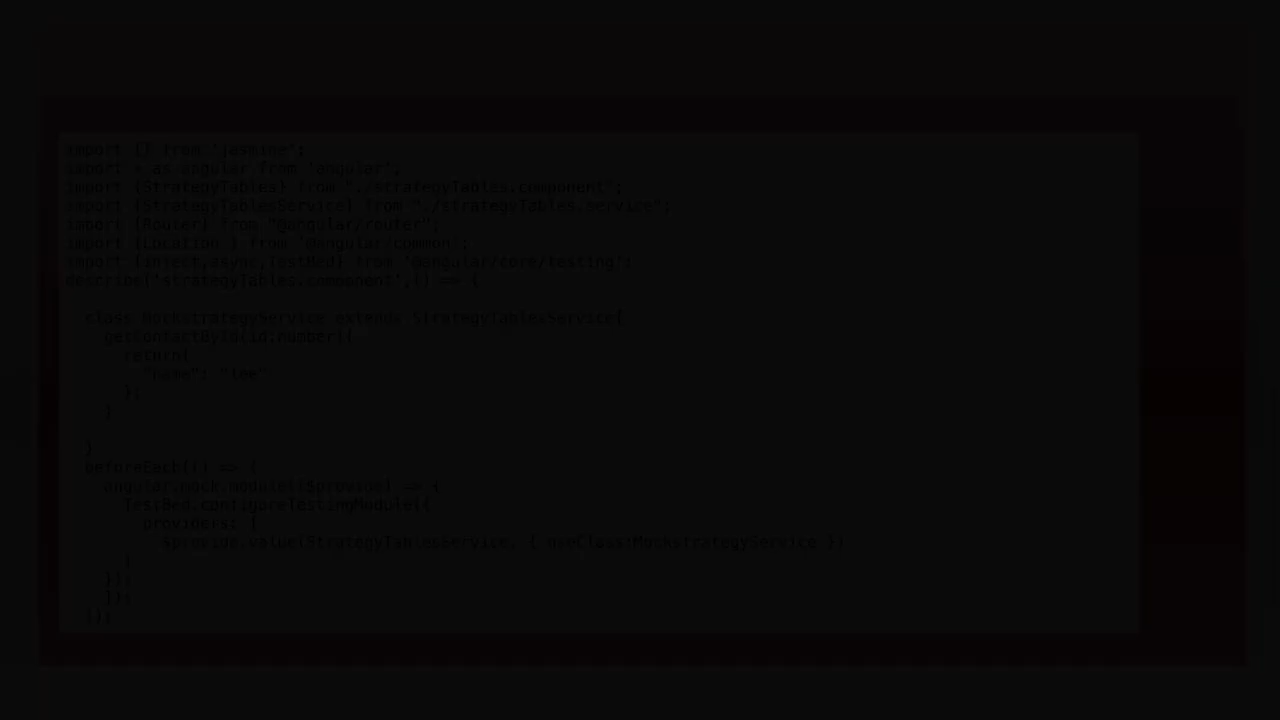 import {} from 'jasmine';
import * as angular from 'angular';
import {StrategyTables} from "./strategyTables.component";
import {StrategyTablesService} from "./strategyTables.service";
import {Router} from "@angular/router";
import {Location } from '@angular/common';
import {inject,async,TestBed} from '@angular/core/testing';
describe('strategyTables.component',() => {
class MockstrategyService extends StrategyTablesService{
getContactById(id:number){
return{
"name": "Joe"
};
}
}
beforeEach(() => {
angular.mock.module(($provide) => {
TestBed.configureTestingModule({
providers: [
$provide.value(StrategyTablesService, { useClass:MockstrategyService })
]
});
});
});